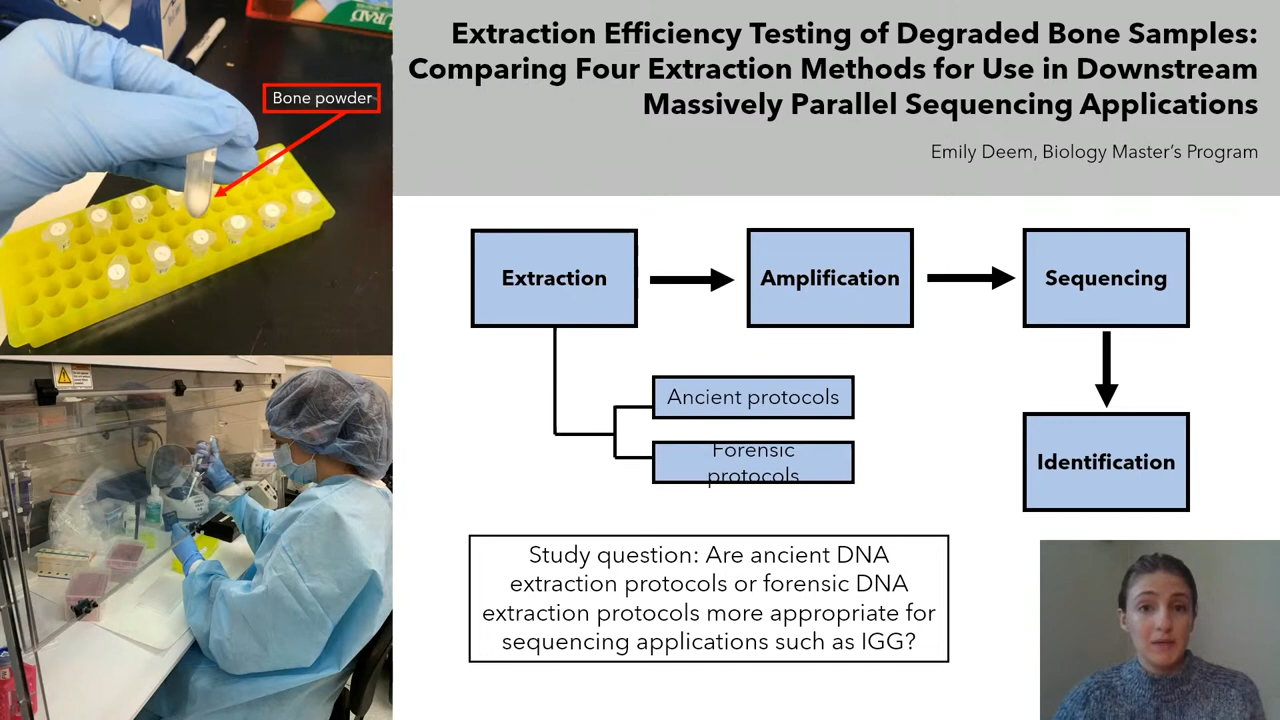 Extraction Efficiency Testing of Degraded Bone Samples:
Comparing Four Extraction Methods for Use in Downstream
Massively Parallel Sequencing Applications
Emily Deem, Biology Master’s Program
Bone powder
Extraction
Amplification
Sequencing
Ancient protocols
Forensic
protocols
Identification
Study question: Are ancient DNA
extraction protocols or forensic DNA
extraction protocols more appropriate for
sequencing applications such as IGG?